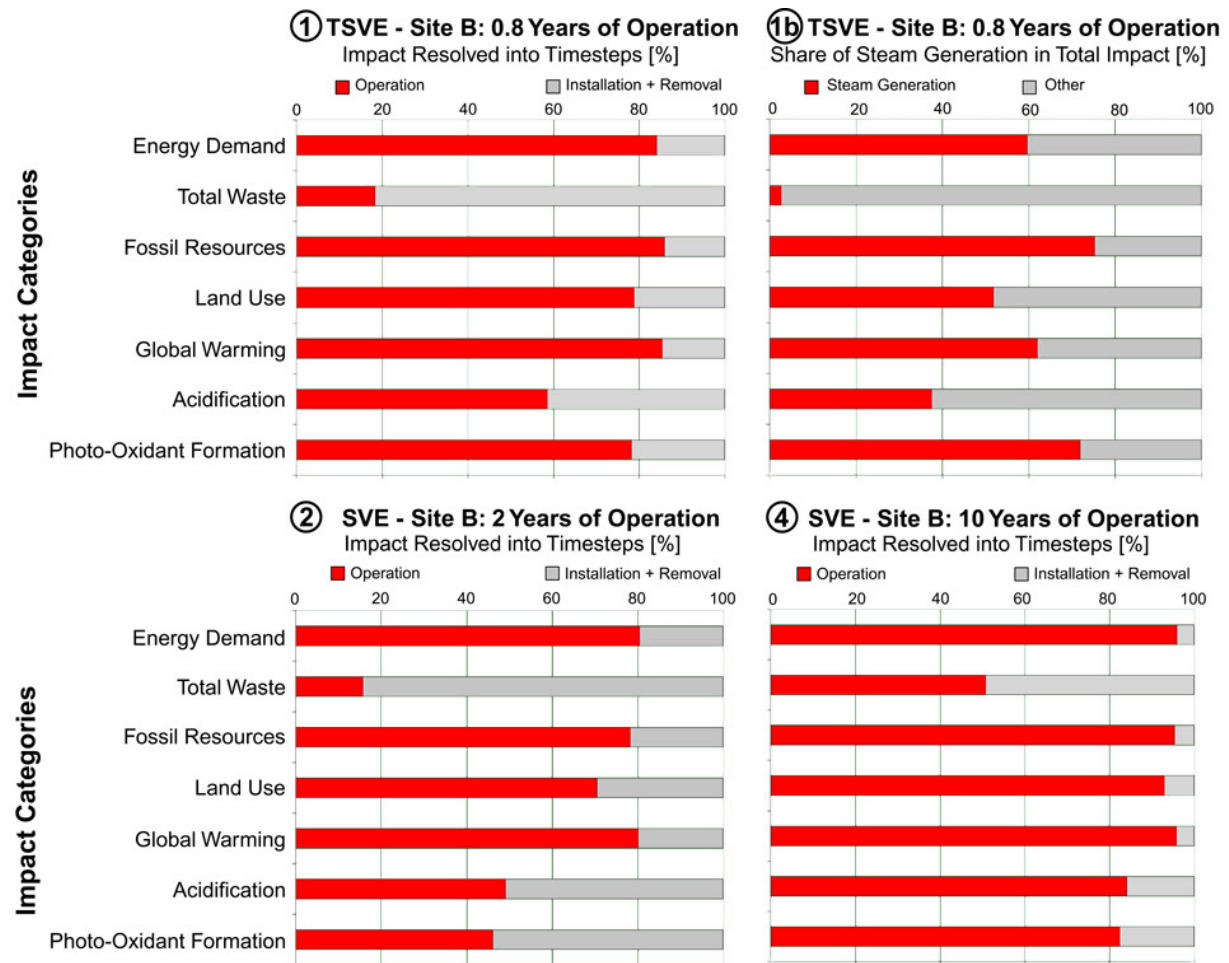 ① TSVE - Site B: 0.8 Years of Operation
Impact Resolved into Timesteps [%]
Operation
Installation + Removal
0 20 40 60 80 100
1b TSVE - Site B: 0.8 Years of Operation
Share of Steam Generation in Total Impact [%]
Steam Generation
Other
0 20 40 60 80 100
Impact Categories
Energy Demand
Total Waste
Fossil Resources
Land Use
Global Warming
Acidification
Photo-Oxidant Formation
② SVE - Site B: 2 Years of Operation
Impact Resolved into Timesteps [%]
Operation
Installation + Removal
0 20 40 60 80 100
④ SVE - Site B: 10 Years of Operation
Impact Resolved into Timesteps [%]
Operation
Installation + Removal
0 20 40 60 80 100
Impact Categories
Energy Demand
Total Waste
Fossil Resources
Land Use
Global Warming
Acidification
Photo-Oxidant Formation